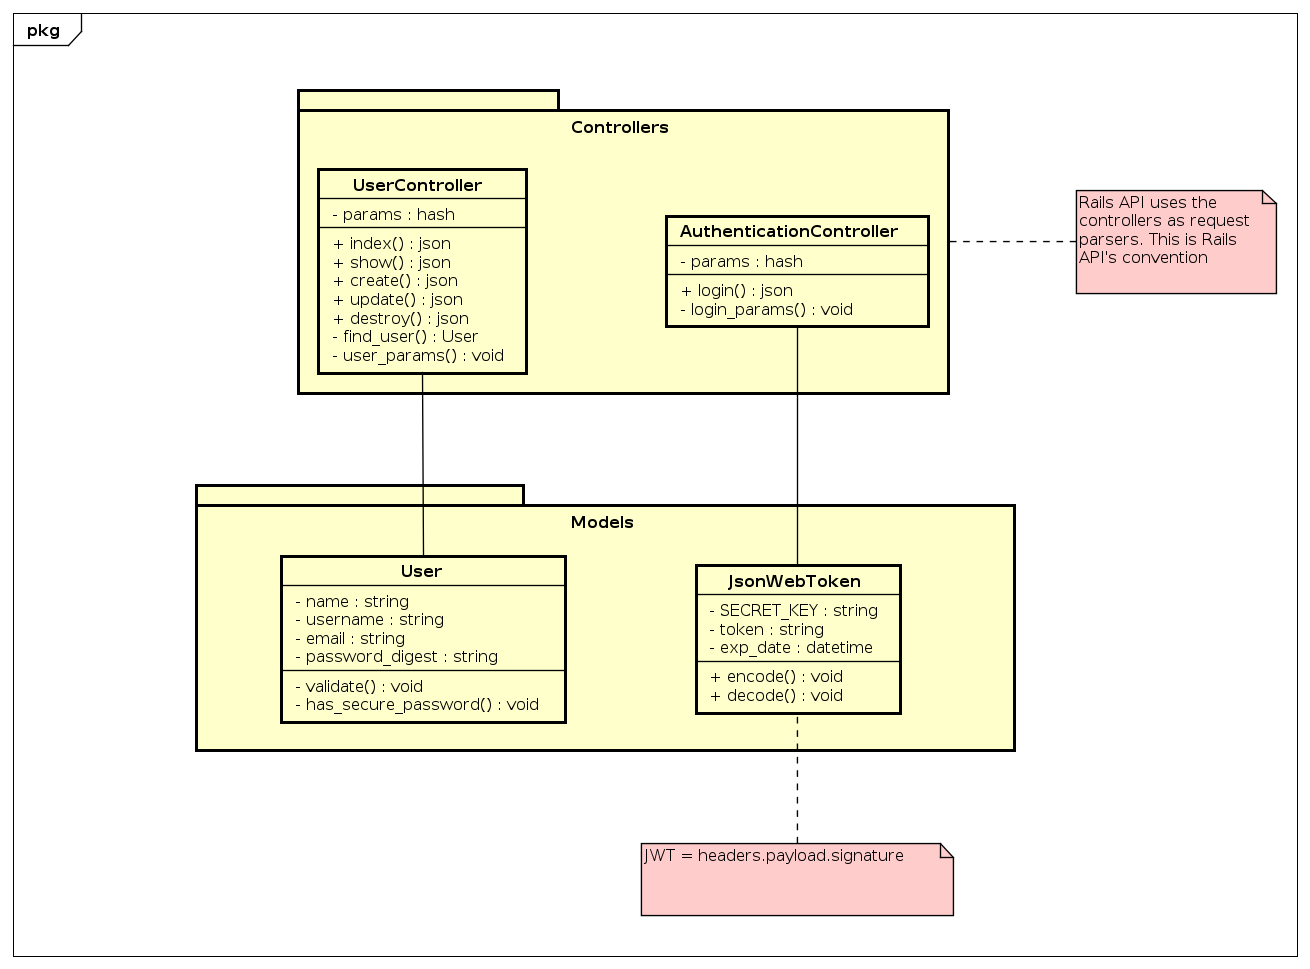 pkg
Controllers
UserController
- params : hash
+ index() : json
+ show() : json
+ create() : json
+ update() : json
+ destroy() : json
- find_user() : User
- user_params() : void
AuthenticationController
- params : hash
+ login() : json
- login_params() : void
Rails API uses the
controllers as request
parsers. This is Rails
API's convention
Models
User
- name : string
- username : string
- email : string
- password_digest : string
- validate() : void
- has_secure_password() : void
JsonWebToken
- SECRET_KEY : string
- token : string
- exp_date : datetime
+ encode() : void
+ decode() : void
JWT = headers.payload.signature